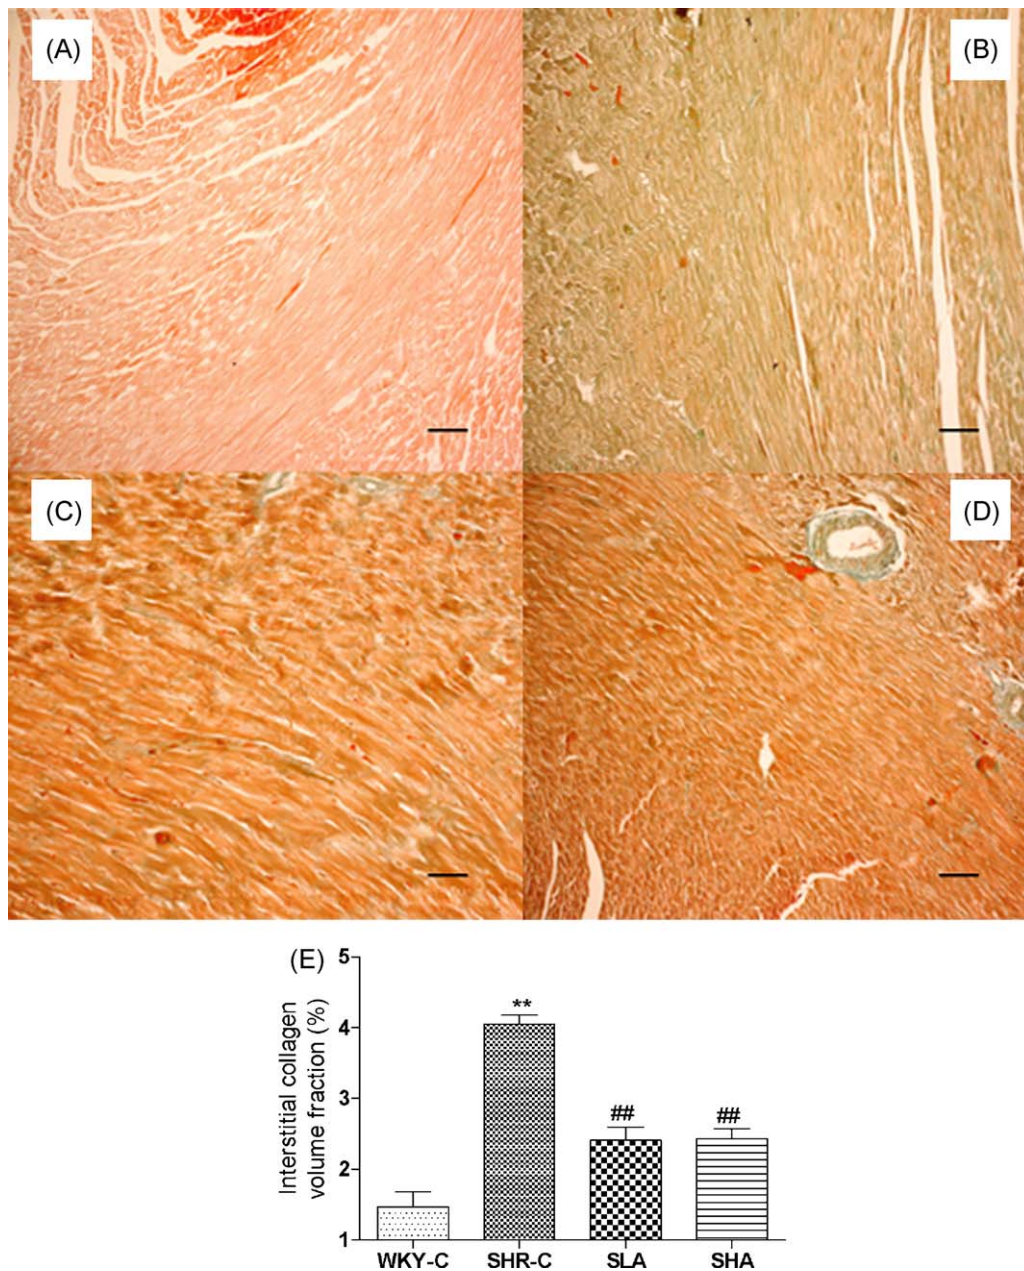 (A)
(B)
(C)
(D)
(E)
Interstitial collagen
volume fraction (%)
5
4
3
2
1
**
##
##
WKY-C
SHR-C
SLA
SHA